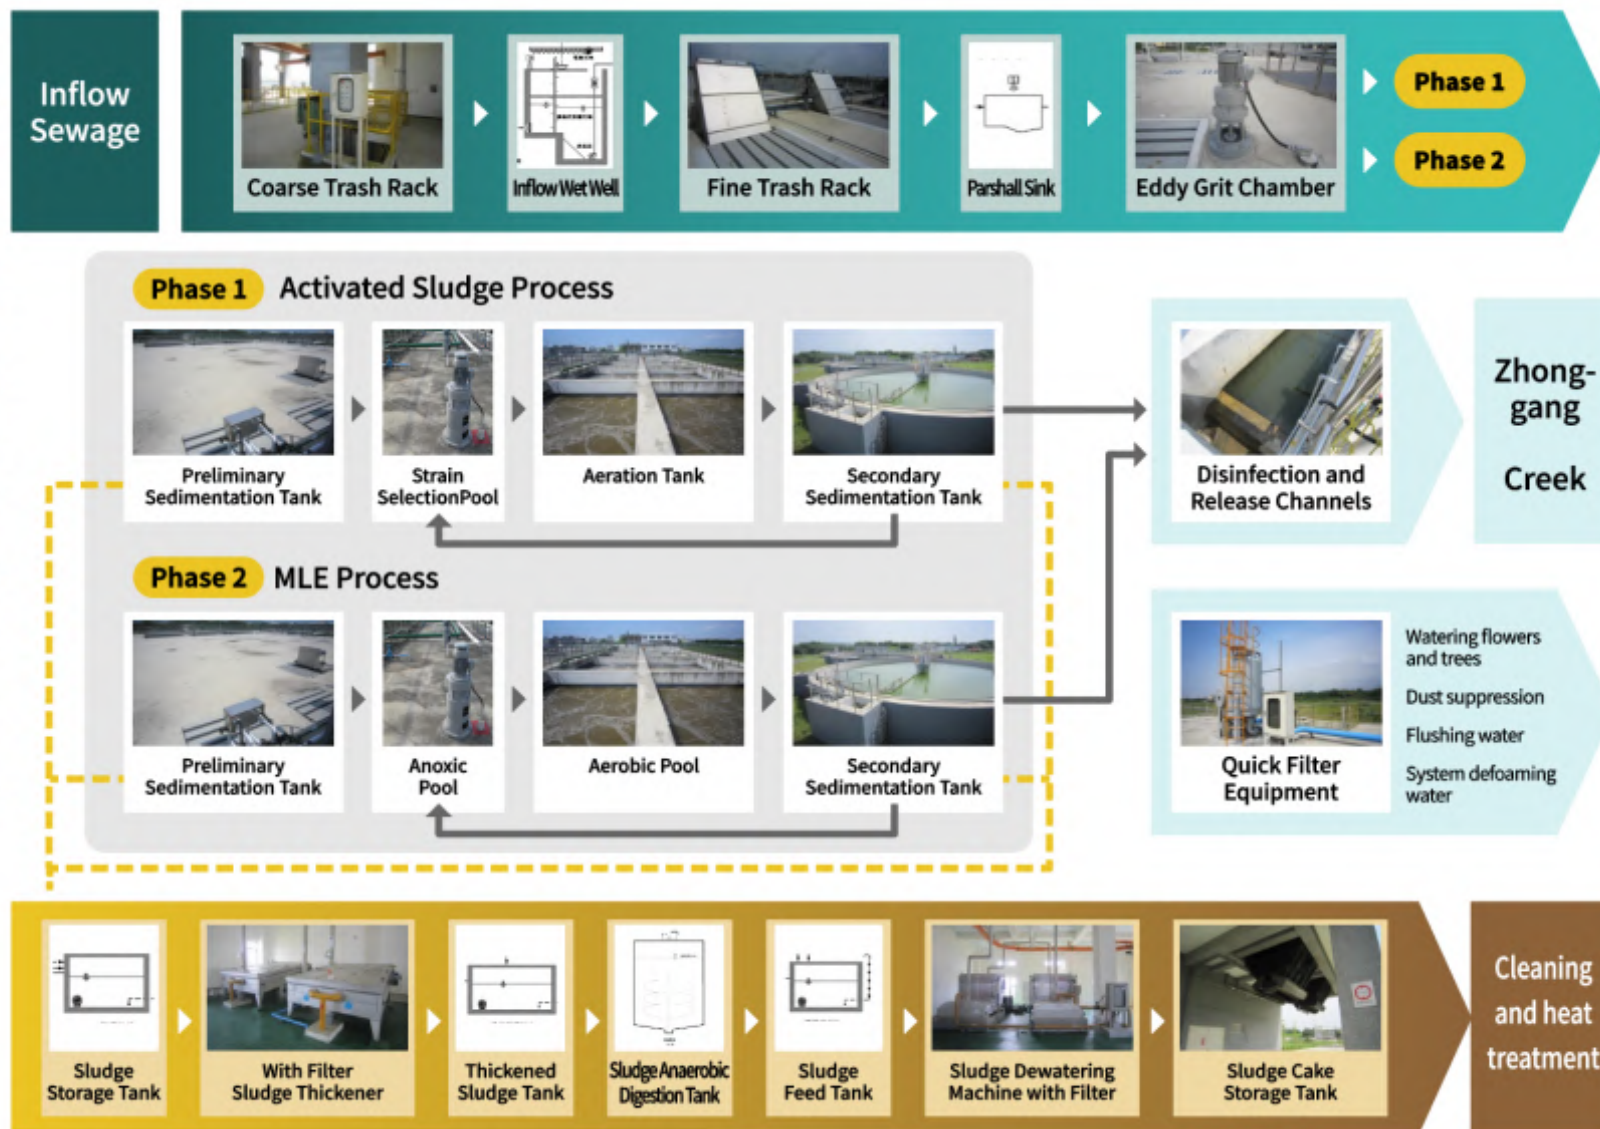 Inflow
Sewage
Coarse Trash Rack
Inflow Wet Well
Fine Trash Rack
Parshall Sink
Eddy Grit Chamber
Phase 1
Phase 2
Phase 1
Activated Sludge Process
Preliminary
Sedimentation Tank
Strain
SelectionPool
Aeration Tank
Secondary
Sedimentation Tank
Phase 2
MLE Process
Preliminary
Sedimentation Tank
Anoxic
Pool
Aerobic Pool
Secondary
Sedimentation Tank
Disinfection and
Release Channels
Zhong-
gang
Creek
Quick Filter
Equipment
Watering flowers
and trees
Dust suppression
Flushing water
System defoaming
water
Sludge
Storage Tank
With Filter
Sludge Thickener
Thickened
Sludge Tank
Sludge Anaerobic
Digestion Tank
Sludge
Feed Tank
Sludge Dewatering
Machine with Filter
Sludge Cake
Storage Tank
Cleaning
and heat
treatment